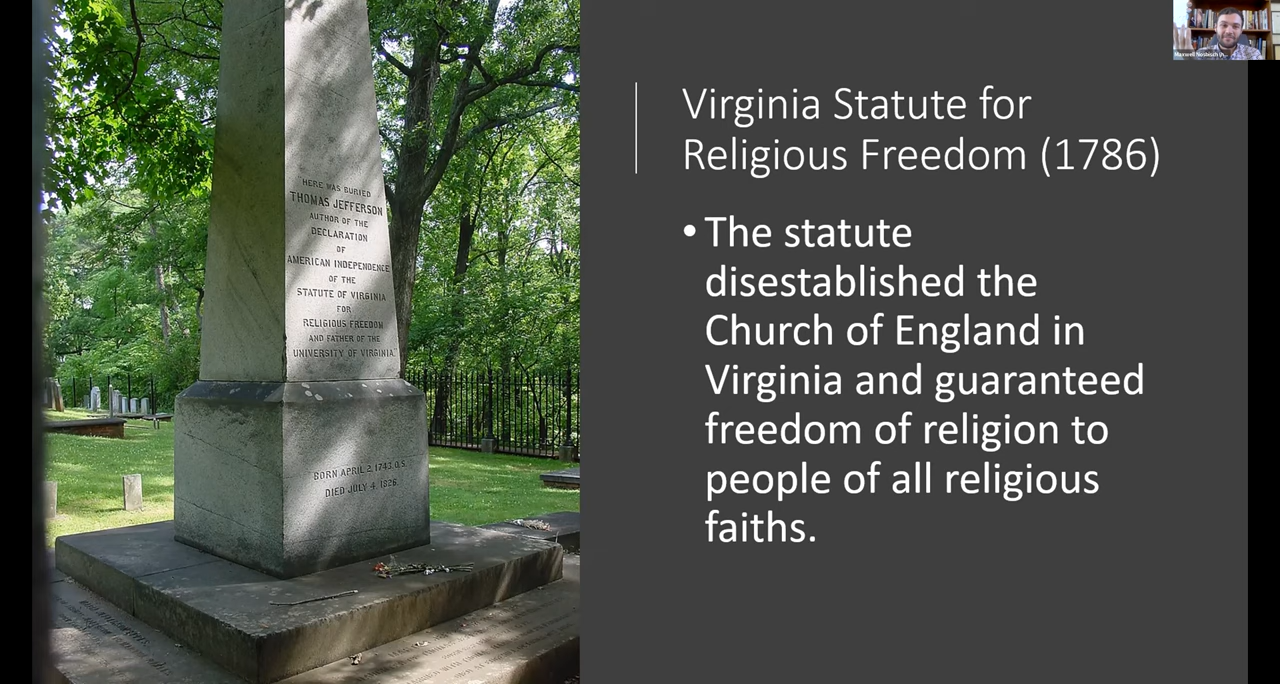 HERE WAS BURIED
THOMAS JEFFERSON
AUTHOR OF THE
DECLARATION
OF
AMERICAN INDEPENDENCE
OF THE
STATUTE OF VIRGINIA
FOR
RELIGIOUS FREEDOM
AND FATHER OF THE
UNIVERSITY OF VIRGINIA
BORN APRIL 2. 1743. O.S.
DIED JULY 4. 1826.
Virginia Statute for
Religious Freedom (1786)
• The statute
disestablished the
Church of England in
Virginia and guaranteed
freedom of religion to
people of all religious
faiths.
Maxwell